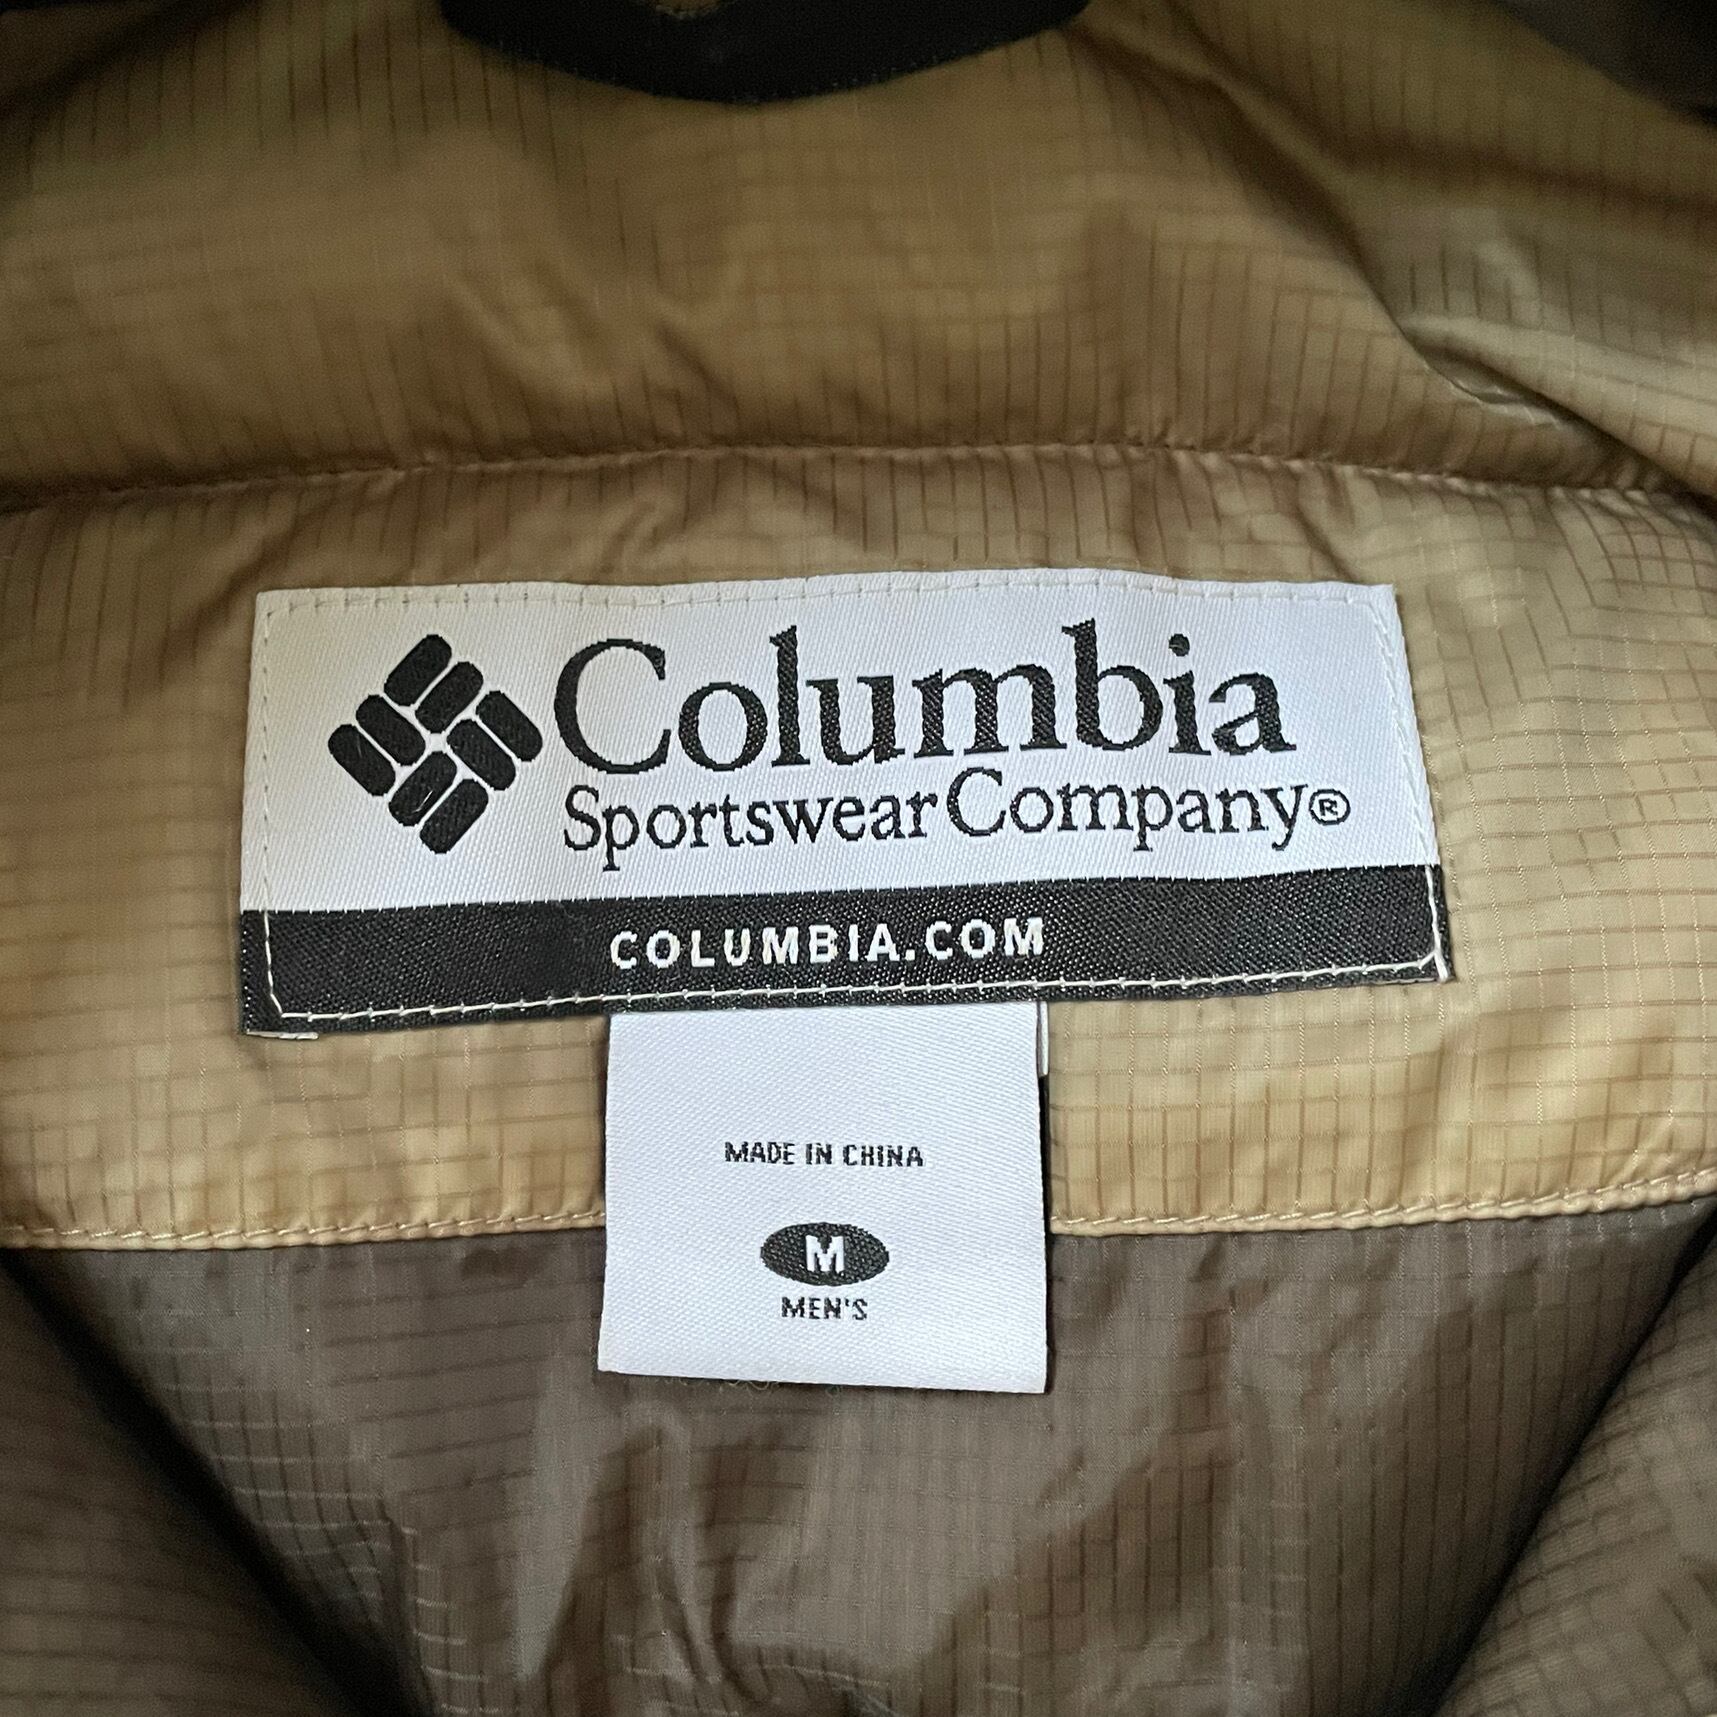 Columbia
Sportswear Company®
COLUMBIA.COM
MADE IN CHINA
M
MEN'S